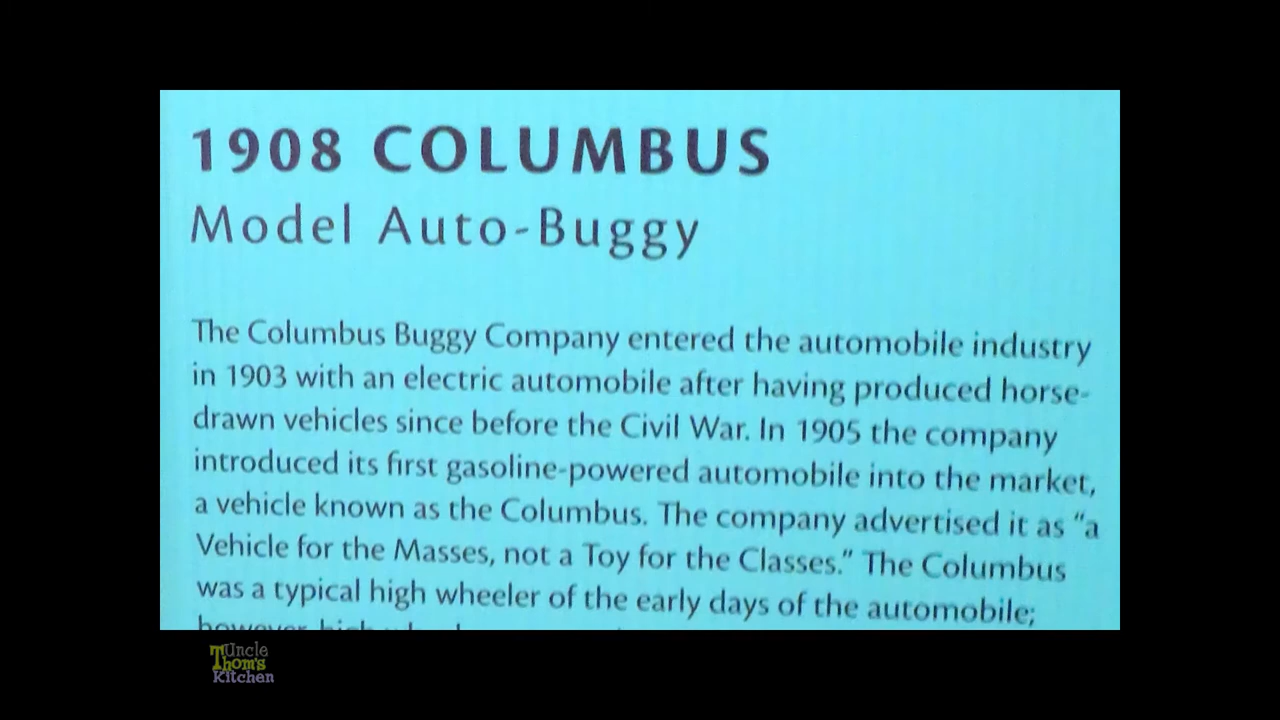 1908 COLUMBUS
Model Auto-Buggy
The Columbus Buggy Company entered the automobile industry
in 1903 with an electric automobile after having produced horse-
drawn vehicles since before the Civil War. In 1905 the company
introduced its first gasoline-powered automobile into the market,
a vehicle known as the Columbus. The company advertised it as “a
Vehicle for the Masses, not a Toy for the Classes.” The Columbus
was a typical high wheeler of the early days of the automobile;
Uncle
Thom's
Kitchen